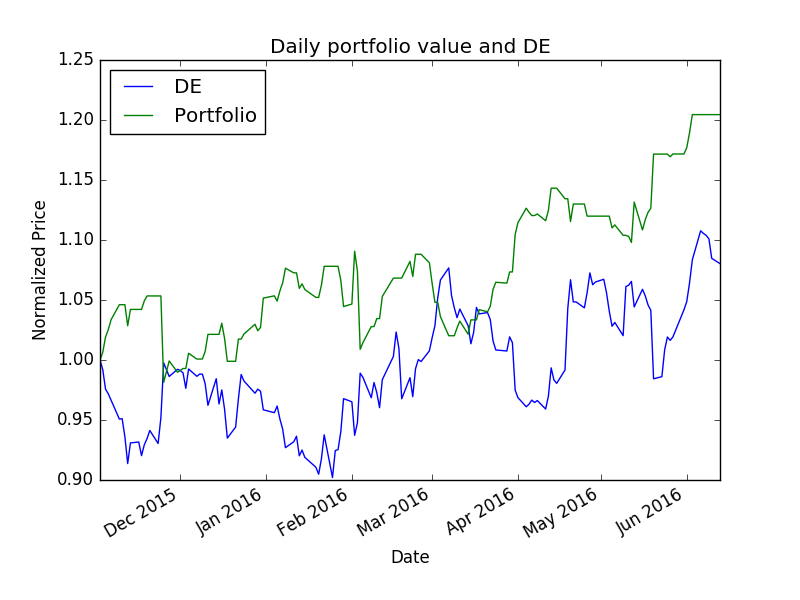 Daily portfolio value and DE
DE
Portfolio
1.25
1.20
1.15
1.10
1.05
1.00
0.95
0.90
Normalized Price
Dec 2015
Jan 2016
Feb 2016
Mar 2016
Apr 2016
May 2016
Jun 2016
Date